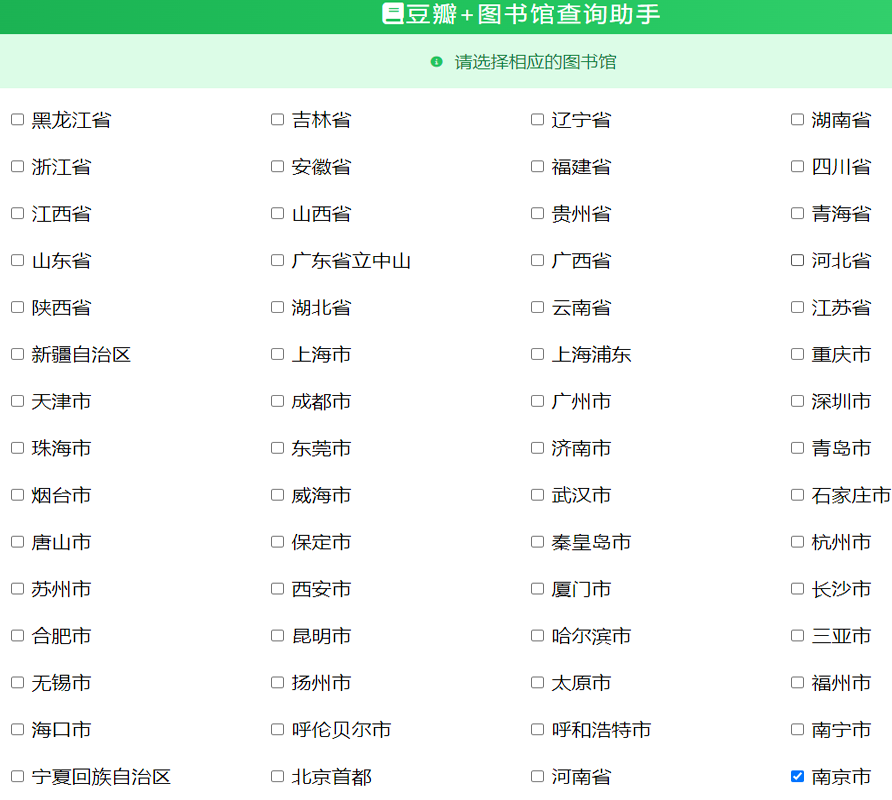 豆瓣+图书馆查询助手
请选择相应的图书馆
黑龙江省 吉林省 辽宁省 湖南省
浙江省 安徽省 福建省 四川省
江西省 山西省 贵州省 青海省
山东省 广东省立中山 广西省 河北省
陕西省 湖北省 云南省 江苏省
新疆自治区 上海市 上海浦东 重庆市
天津市 成都市 广州市 深圳市
珠海市 东莞市 济南市 青岛市
烟台市 威海市 武汉市 石家庄市
唐山市 保定市 秦皇岛市 杭州市
苏州市 西安市 厦门市 长沙市
合肥市 昆明市 哈尔滨市 三亚市
无锡市 扬州市 太原市 福州市
海口市 呼伦贝尔市 呼和浩特市 南宁市
宁夏回族自治区 北京首都 河南省 南京市